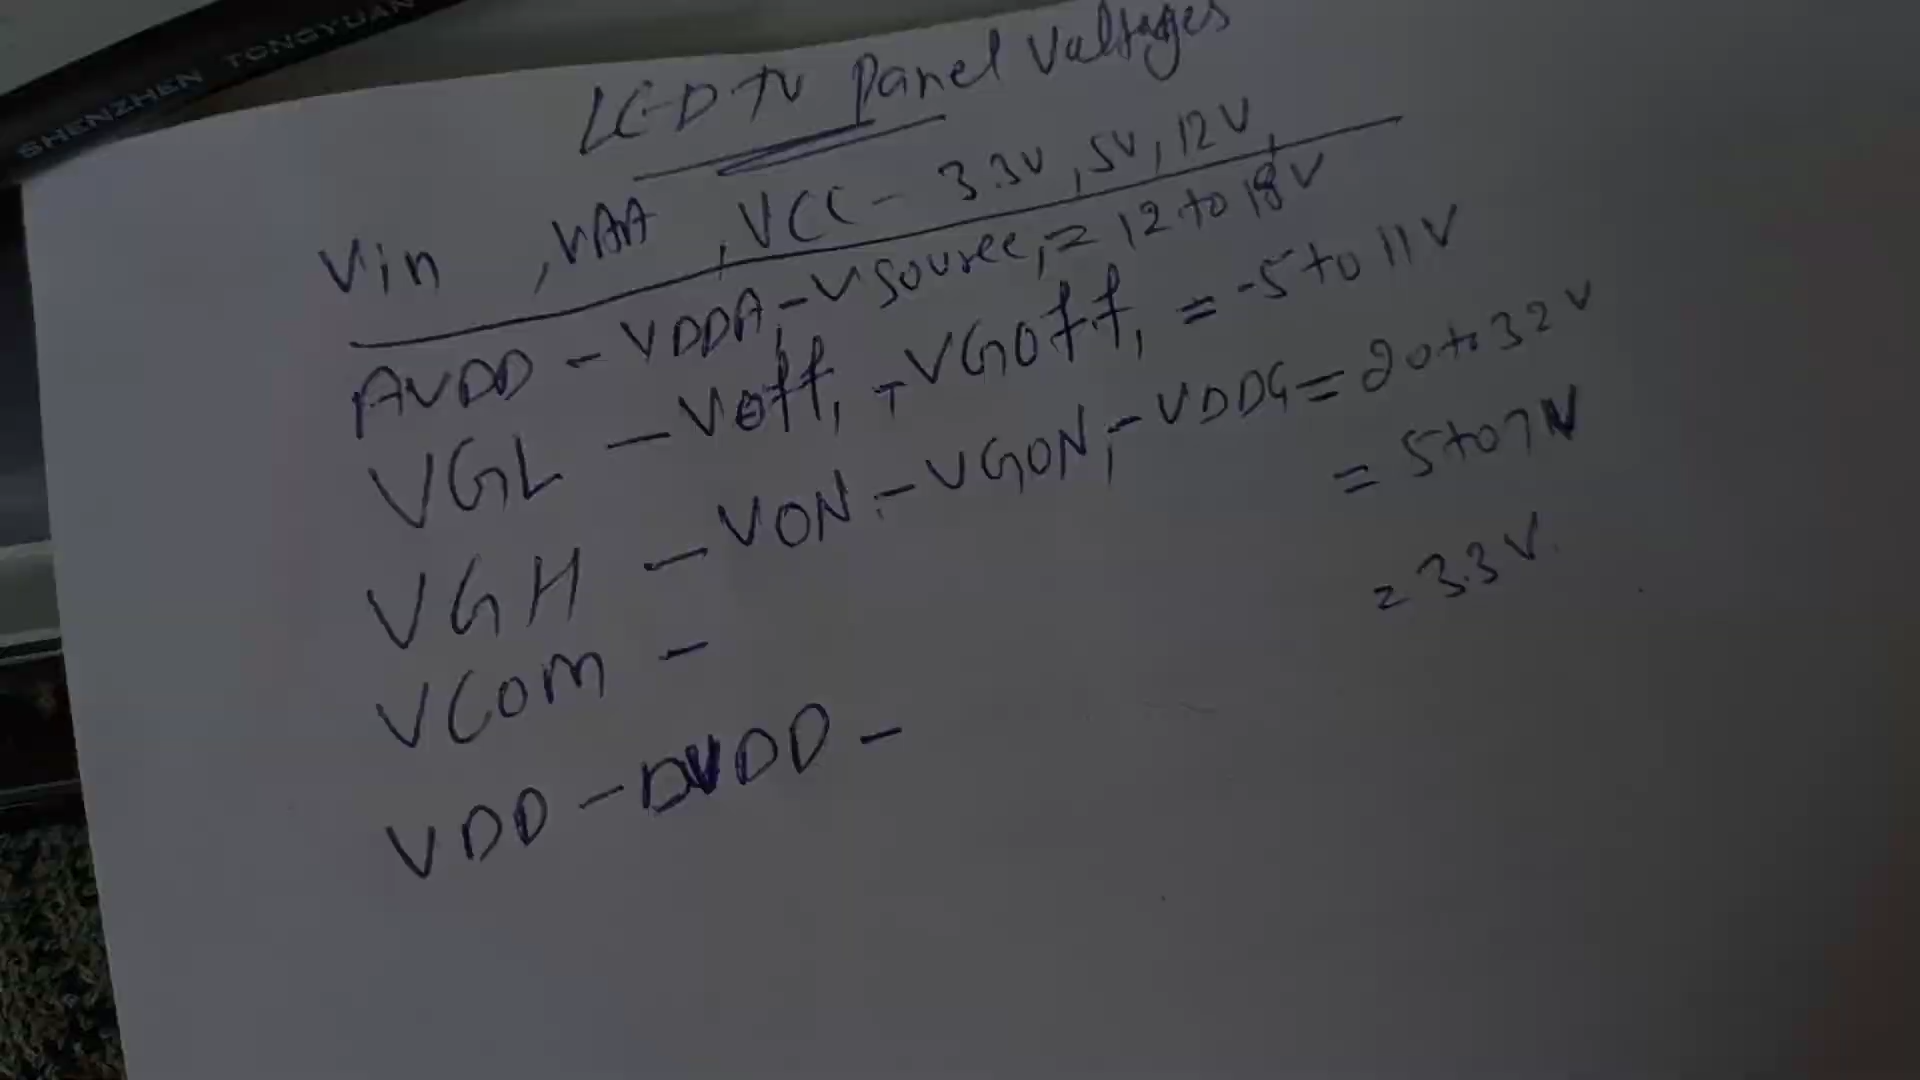 SHENZHEN TONGYUAN
LCD TV Panel Voltages
Vin , VAA , VCC - 3.3V , 5V , 12V,
AVDD - VDDA, - VSource, = 12 to 18V
VGL - Voff, - VGOff, = -5 to 11V
VGH - VON, - VGON, - VDDG = 20 to 32V
VCOM - = 5 to 7V
VDD - DVDD - = 3.3V.